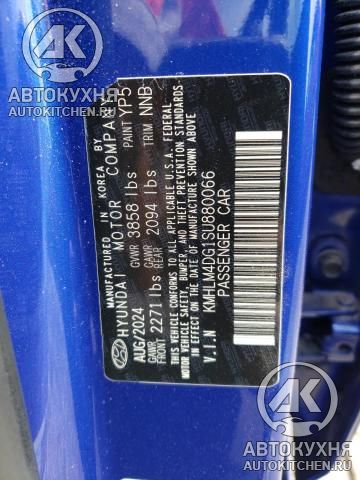 АК
АВТОКУХНЯ
AUTOKITCHEN.RU
MANUFACTURED IN KOREA BY
HYUNDAI MOTOR COMPANY
AUG/2024 GVWR 3858 lbs PAINT YP5
GAWR FRONT 2271 lbs GAWR REAR 2094 lbs TRIM NNB
THIS VEHICLE CONFORMS TO ALL APPLICABLE U.S.A. FEDERAL
MOTOR VEHICLE SAFETY, BUMPER, AND THEFT PREVENTION STANDARDS
IN EFFECT ON THE DATE OF MANUFACTURE SHOWN ABOVE.
V.I.N KMHLM4DG1SU880066
PASSENGER CAR
АК
АВТОКУХНЯ
AUTOKITCHEN.RU